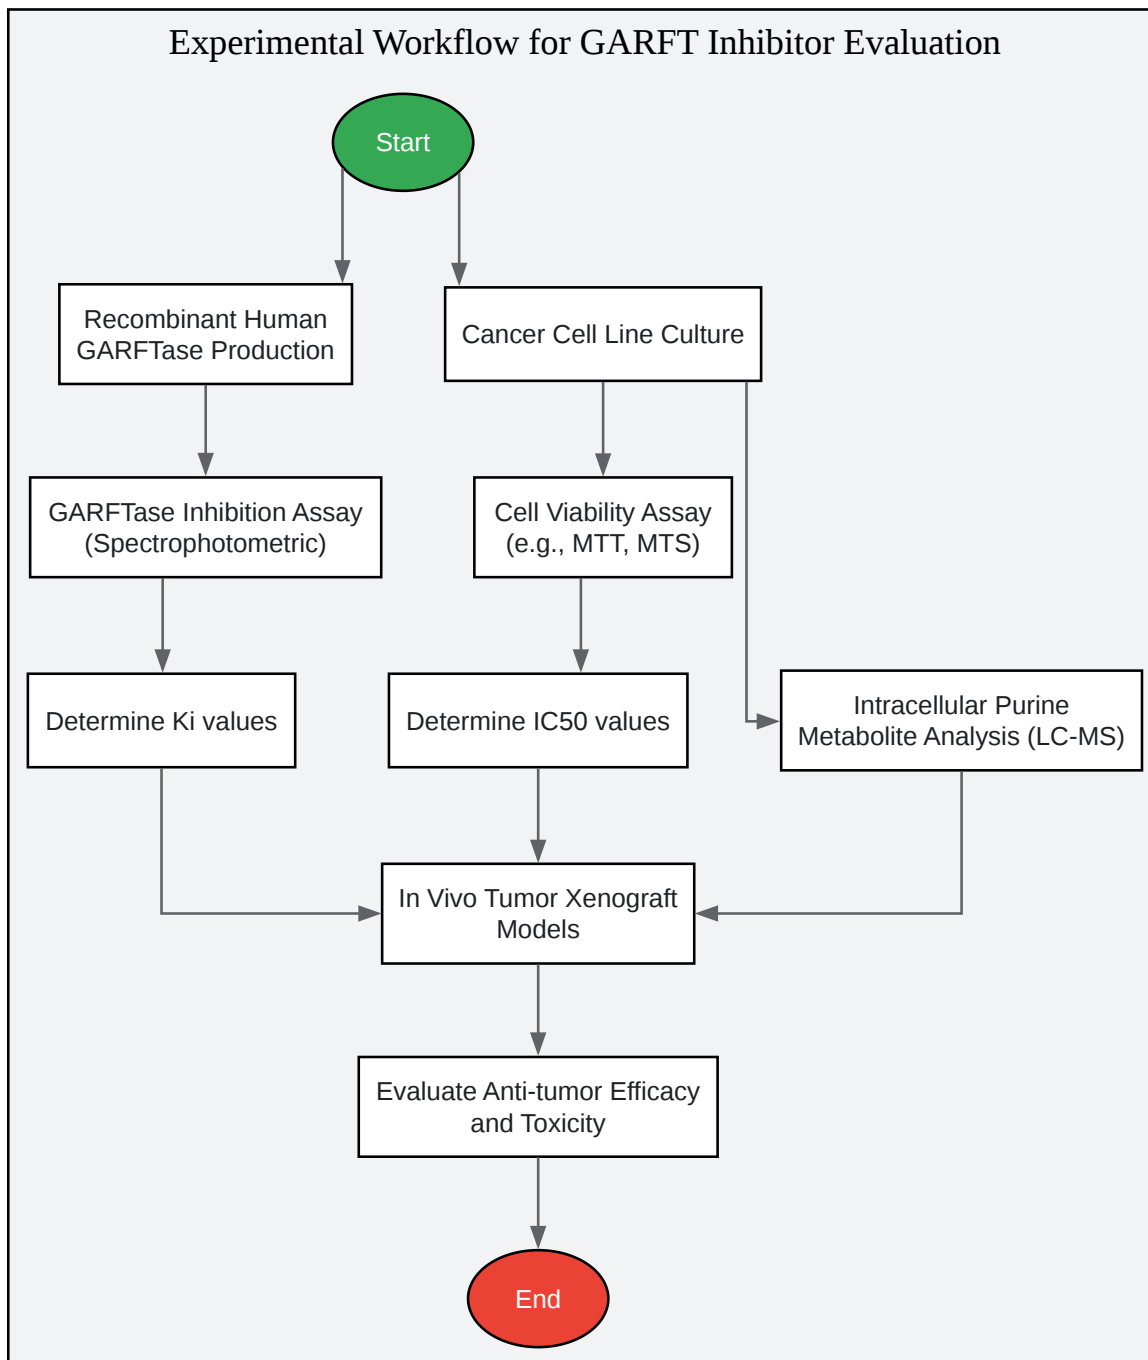 Experimental Workflow for GARFT Inhibitor Evaluation
Start
Recombinant Human
GARFTase Production
Cancer Cell Line Culture
GARFTase Inhibition Assay
(Spectrophotometric)
Cell Viability Assay
(e.g., MTT, MTS)
Determine Ki values
Determine IC50 values
Intracellular Purine
Metabolite Analysis (LC-MS)
In Vivo Tumor Xenograft
Models
Evaluate Anti-tumor Efficacy
and Toxicity
End